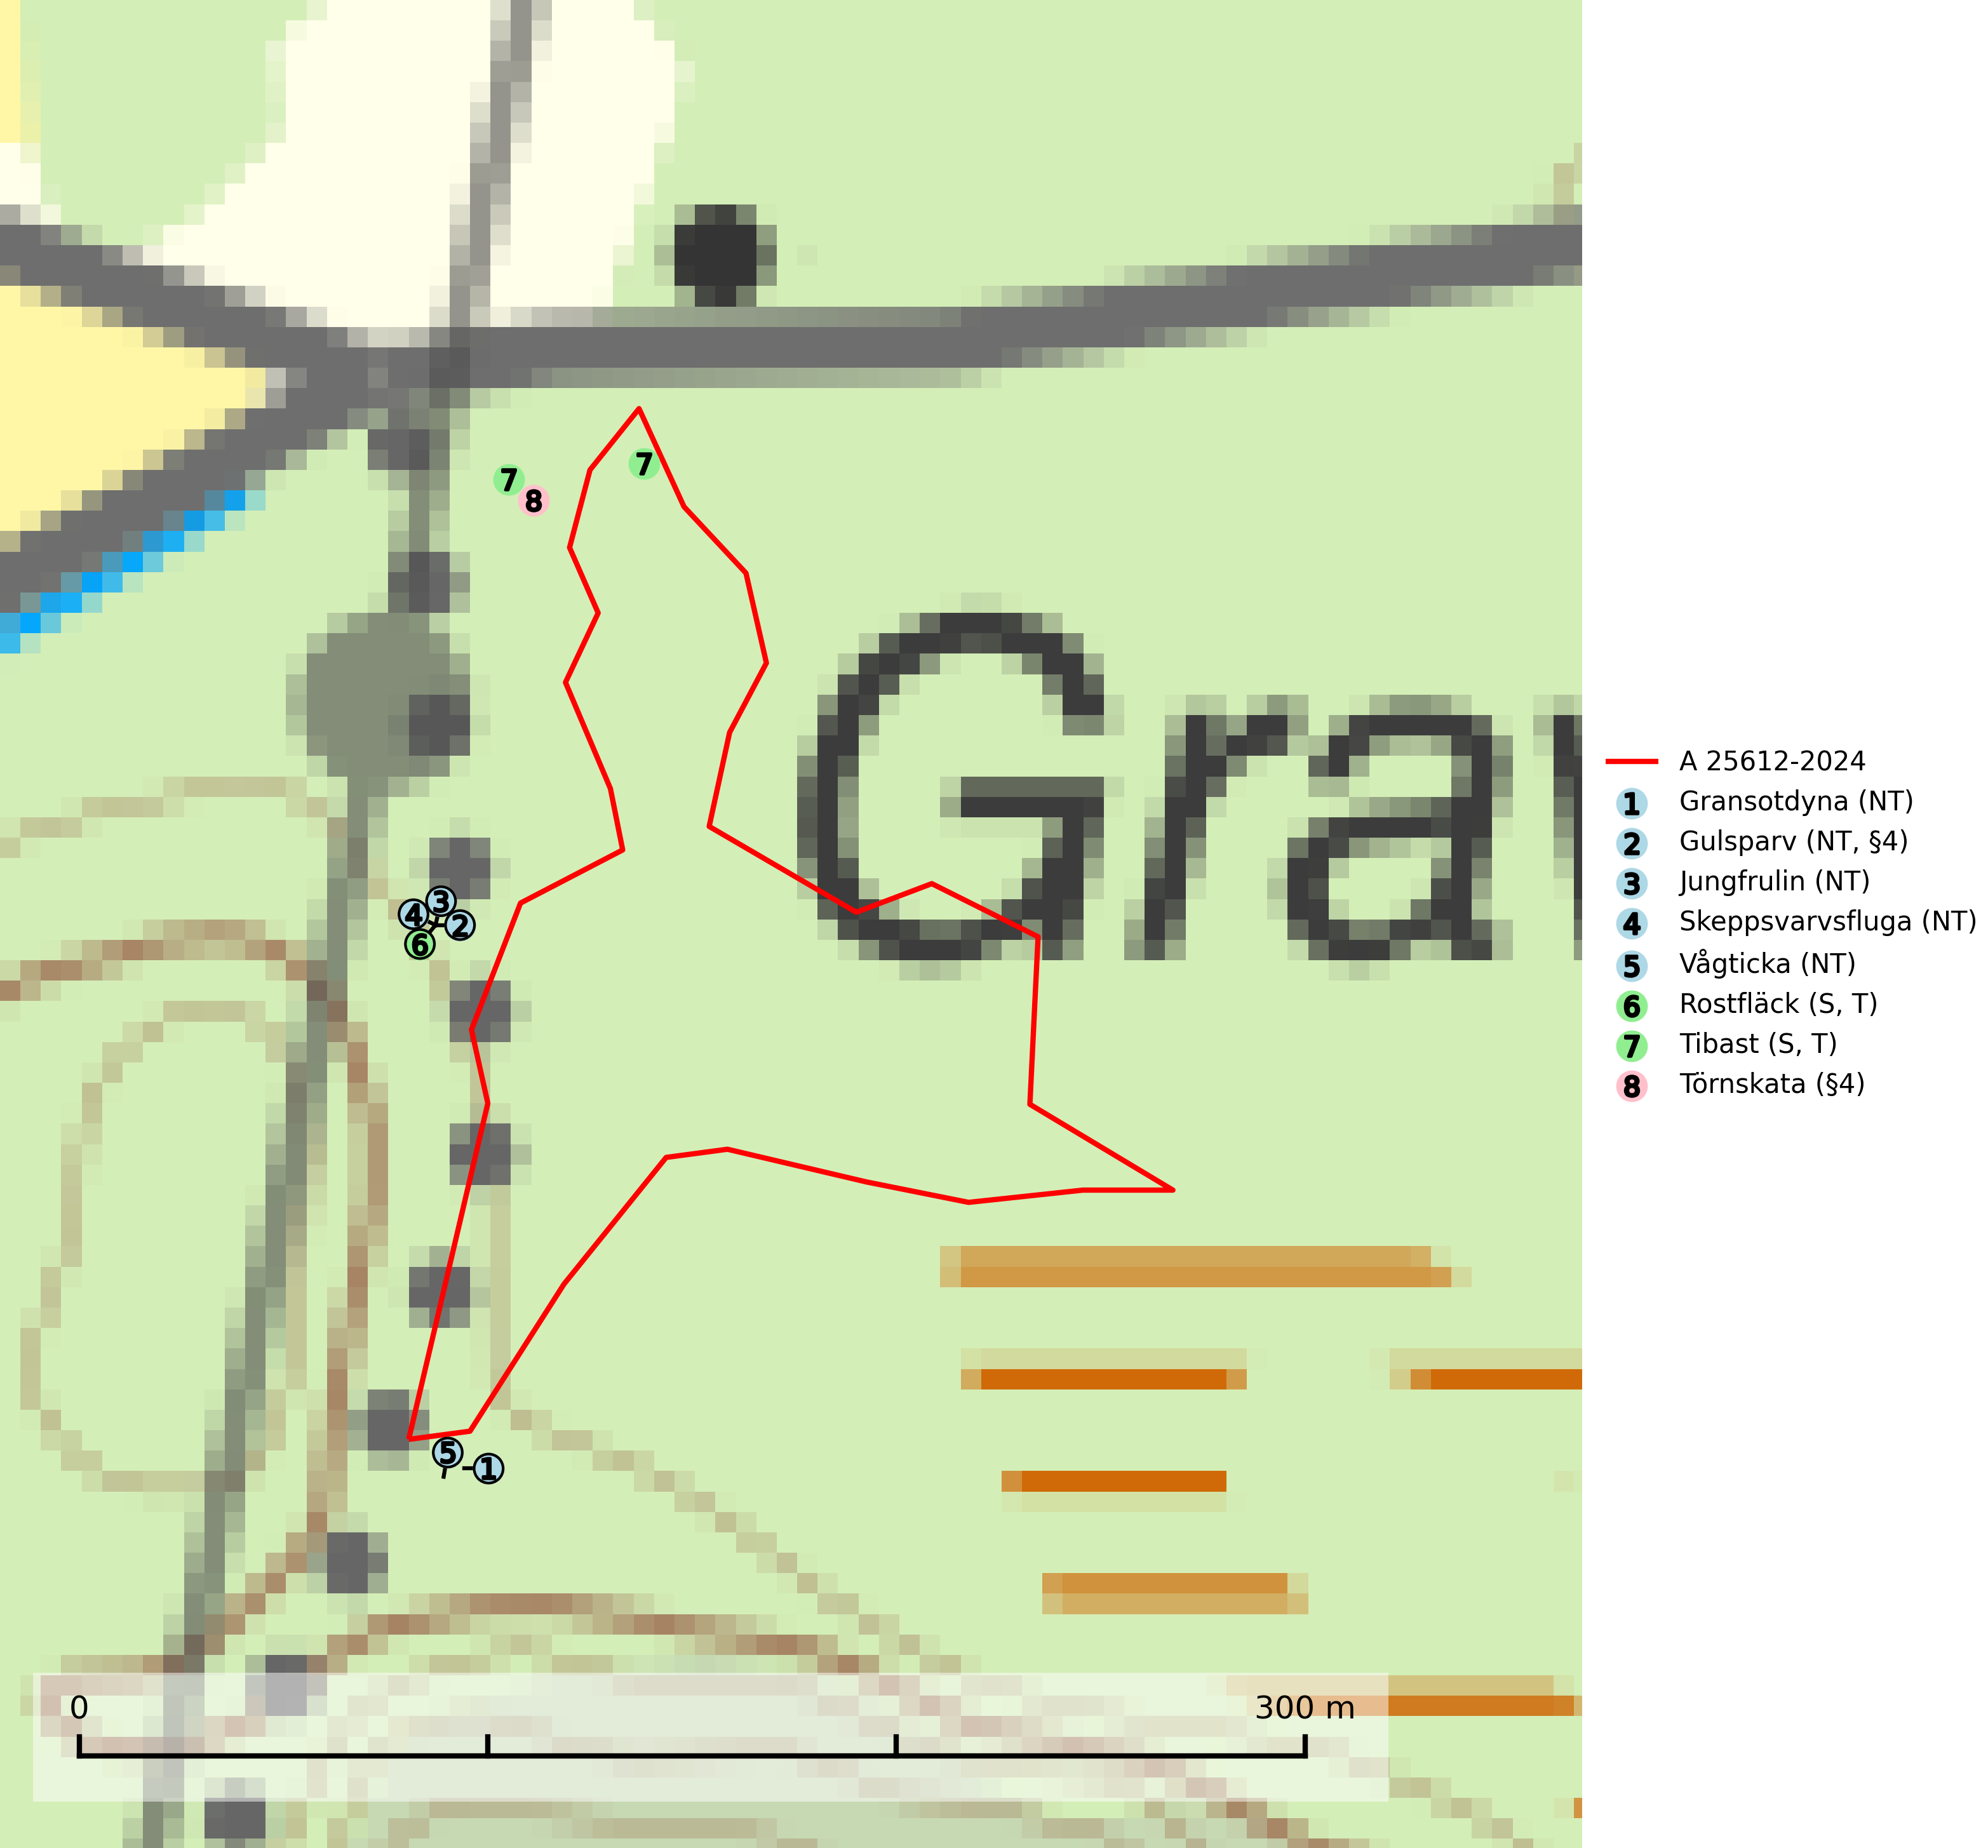 7
7
8
Gra
3
4
2
6
5
1
0
300 m
A 25612-2024
1 Gransotdyna (NT)
2 Gulsparv (NT, §4)
3 Jungfrulin (NT)
4 Skeppsvarvsfluga (NT)
5 Vågticka (NT)
6 Rostfläck (S, T)
7 Tibast (S, T)
8 Törnskata (§4)